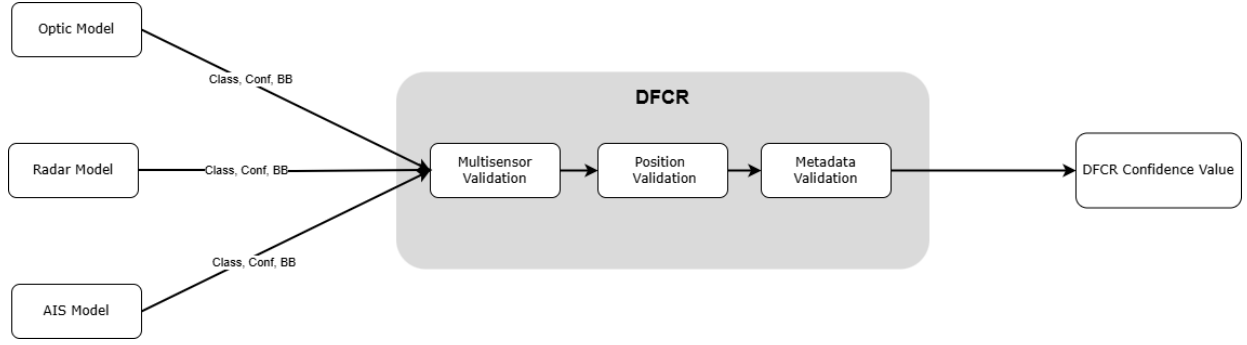 Optic Model
Class, Conf, BB
DFCR
Radar Model
Class, Conf, BB
Multisensor
Validation
Position
Validation
Metadada
Validation
DFCR Confidence Value
Class, Conf, BB
AIS Model